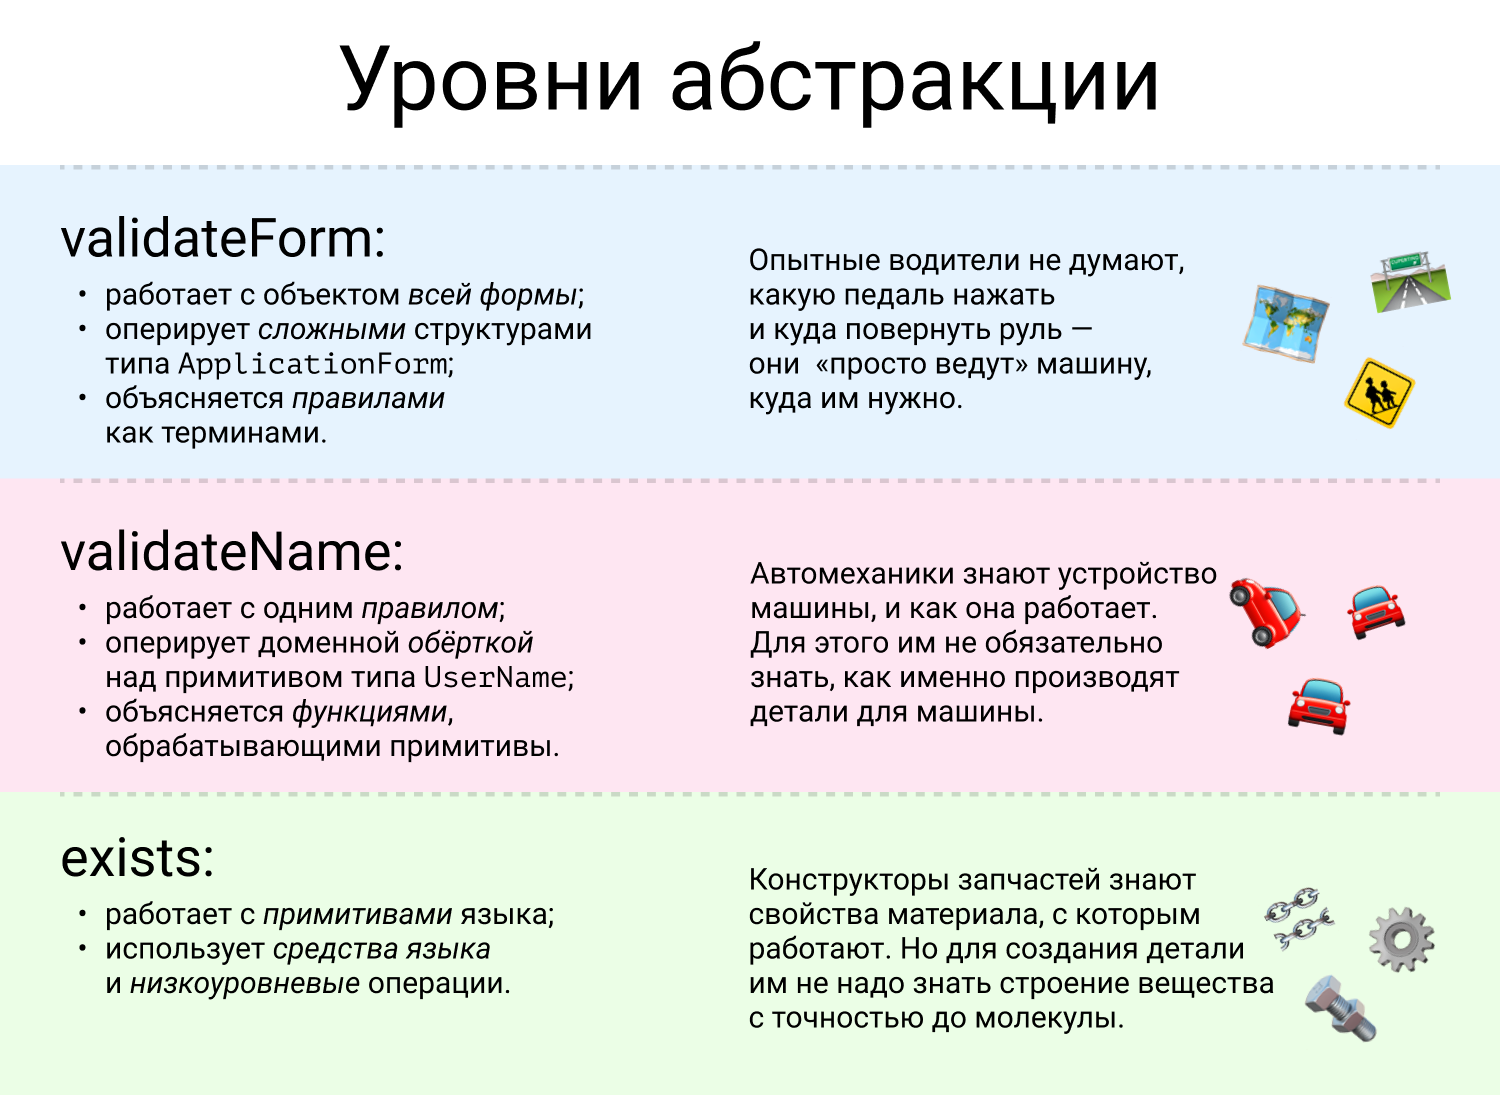 Уровни абстракции
validateForm:
• работает с объектом всей формы;
• оперирует сложными структурами
типа ApplicationForm;
• объясняется правилами
как терминами.
Опытные водители не думают,
какую педаль нажать
и куда повернуть руль —
они «просто ведут» машину,
куда им нужно.
validateName:
• работает с одним правилом;
• оперирует доменной обёрткой
над примитивом типа UserName;
• объясняется функциями,
обрабатывающими примитивы.
Автомеханики знают устройство
машины, и как она работает.
Для этого им не обязательно
знать, как именно производят
детали для машины.
exists:
• работает с примитивами языка;
• использует средства языка
и низкоуровневые операции.
Конструкторы запчастей знают
свойства материала, с которым
работают. Но для создания детали
им не надо знать строение вещества
с точностью до молекулы.